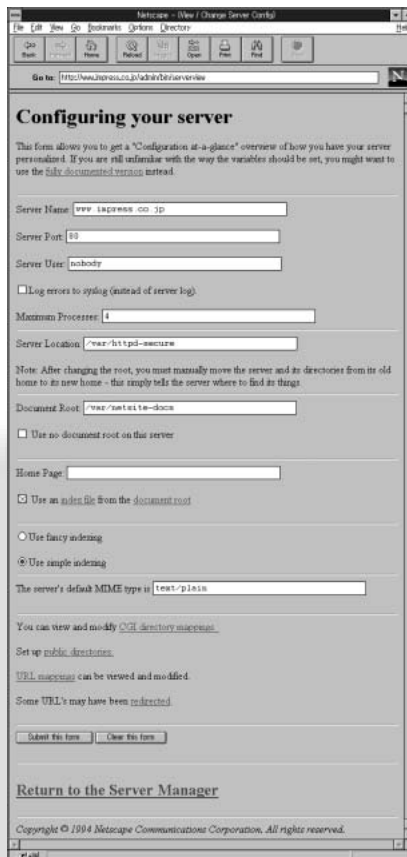 Netscape - (View / Change Server Config)
File Edit View Go Bookmarks Options Directory Hel
Back Home Reload Open Print Find
Go to: http://www.impress.co.jp/admin/bin/serverview
N
Configuring your server
This form allows you to get a "Configuration at-a-glance" overview of how you have your server
personalized. If you are still unfamiliar with the way the variables should be set, you might want to
use the fully documented version instead.
Server Name: www.impress.co.jp
Server Port: 80
Server User: nobody
Log errors to syslog (instead of server log).
Maximum Processes: 4
Server Location: /var/httpd-secure
Note: After changing the root, you must manually move the server and its directories from its old
home to its new home - this simply tells the server where to find its things.
Document Root: /var/netsite-docs
Use no document root on this server
Home Page:
Use an index file from the document root
Use fancy indexing
Use simple indexing
The server's default MIME type is text/plain
You can view and modify CGI directory mappings.
Set up public directories.
URL mappings can be viewed and modified.
Some URL's may have been redirected.
Submit this form Clear this form
Return to the Server Manager
Copyright © 1994 Netscape Communications Corporation. All rights reserved.